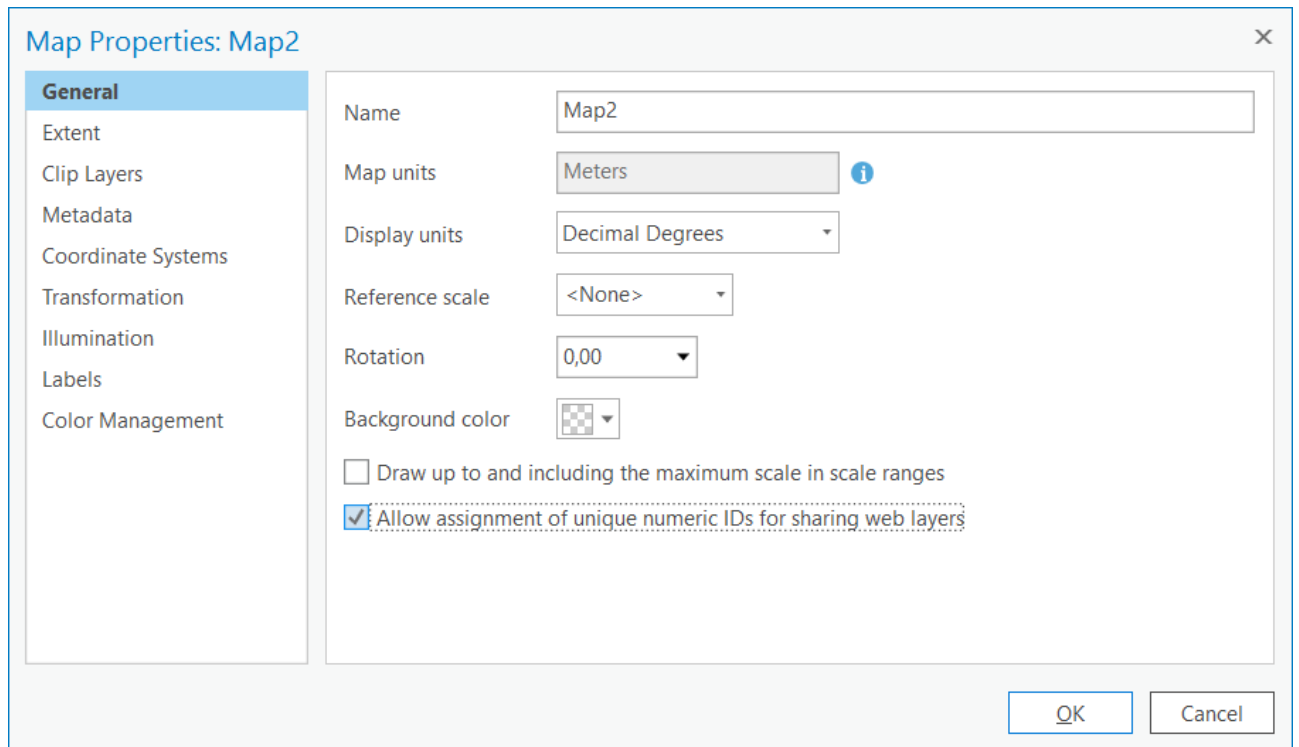 Map Properties: Map2
General
Extent
Clip Layers
Metadata
Coordinate Systems
Transformation
Illumination
Labels
Color Management
Name
Map2
Map units
Meters
Display units
Decimal Degrees
Reference scale
<None>
Rotation
0,00
Background color
Draw up to and including the maximum scale in scale ranges
Allow assignment of unique numeric IDs for sharing web layers
OK
Cancel